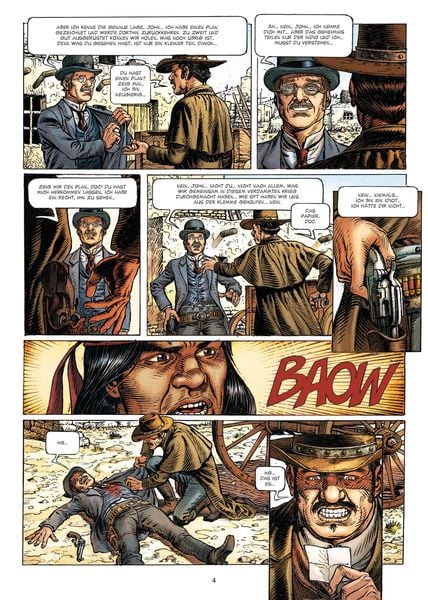 ABER ICH KENNE DIE GENAUE LAGE, JOHN... ICH HABE EINEN PLAN
GEZEICHNET UND WERDE DORTHIN ZURÜCKKEHREN. ZU ZWEIT UND
GUT AUSGERÜSTET KÖNNEN WIR HOLEN, WAS NOCH ÜBRIG IST,
DENN WAS DU GESEHEN HAST, IST NUR EIN KLEINER TEIL DAVON...
DU HAST
EINEN PLAN?
ZEIG MAL,
ICH BIN
NEUGIERIG...
ÄH... NEIN, JOHN... ICH NEHME
DICH MIT... ABER DAS GEHEIMNIS
TEILEN NUR DER INDIO UND ICH...
MUSST DU VERSTEHEN...
ZEIG MIR DEN PLAN, DOC! DU HAST
MICH HERKOMMEN LASSEN. ICH HABE
EIN RECHT, IHN ZU SEHEN...
NEIN, JOHN... NICHT DU... NICHT NACH ALLEM, WAS
WIR GEMEINSAM IN DIESEM VERDAMMTEN KRIEG
DURCHGEMACHT HABEN... WIE OFT HABEN WIR UNS
AUS DER KLEMME GEHOLFEN... NEIN...
DAS
PAPIER,
DOC.
NEIN... NIEMALS...
ICH BIN EIN IDIOT...
ICH HÄTTE DIR NICHT...
BAOW
HG...
HG...
DAS IST
ES...
4